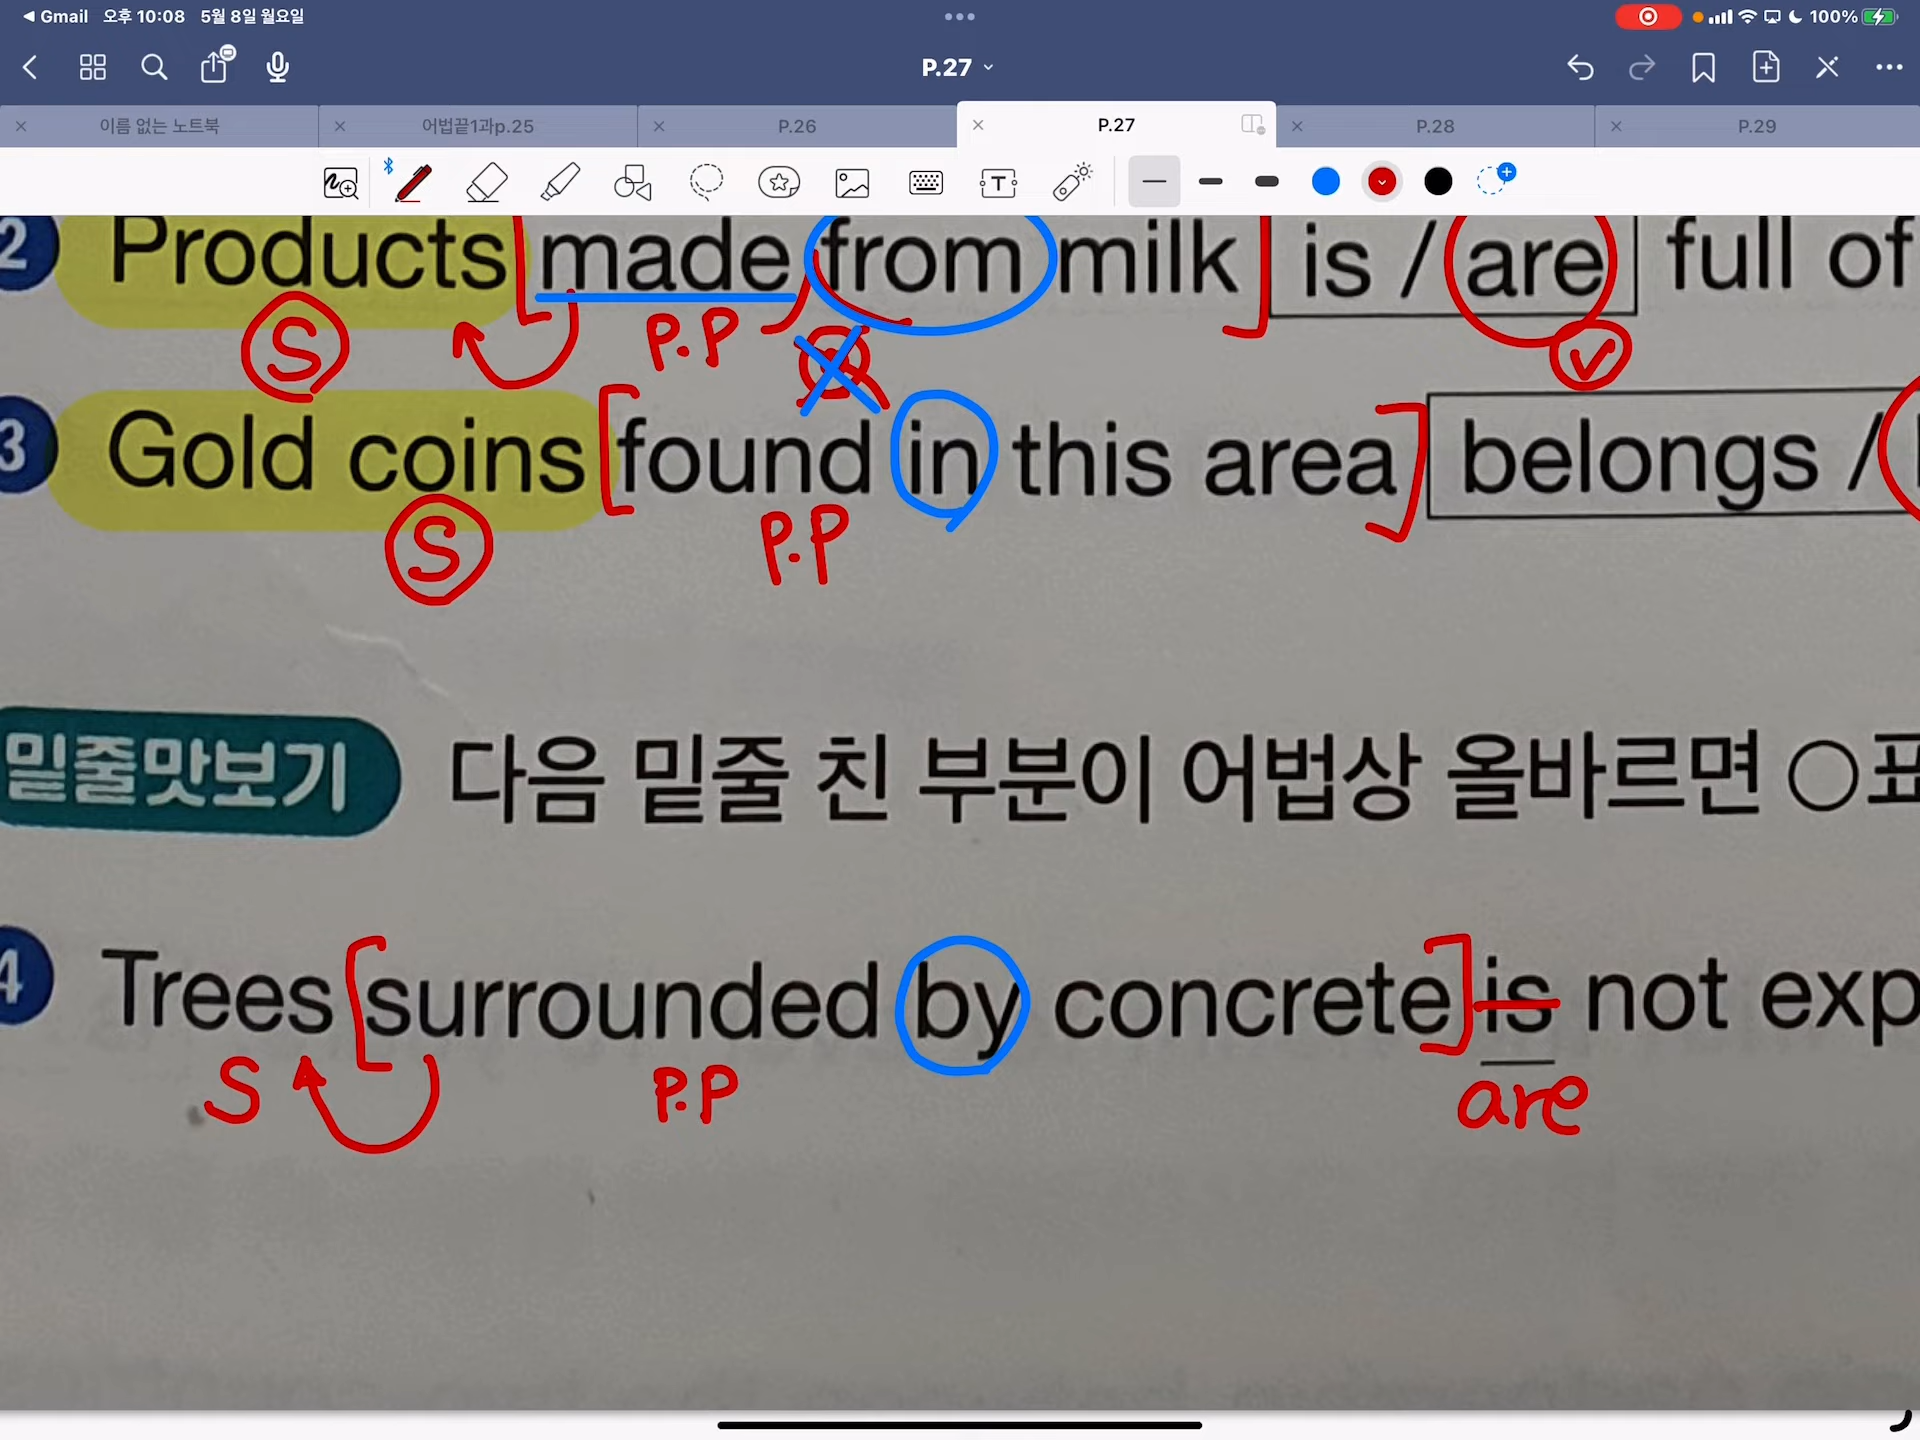 Gmail 오후 10:08 5월 8일 월요일 100%
P.27
이름 없는 노트북 어법끝1과p.25 P.26 P.27 P.28 P.29
2 Products [made from milk] is / are full of
S P.P
3 Gold coins [found in this area] belongs /
S P.P
밑줄맛보기 다음 밑줄 친 부분이 어법상 올바르면 ○표
4 Trees [surrounded by concrete] is not exp
S P.P are